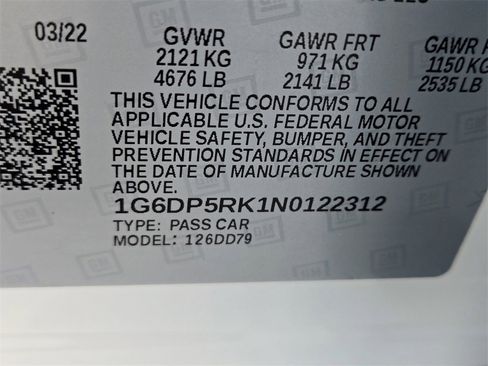 03/22 GVWR GAWR FRT GAWR
2121 KG 971 KG 1150 KG
4676 LB 2141 LB 2535 LB
THIS VEHICLE CONFORMS TO ALL
APPLICABLE U.S. FEDERAL MOTOR
VEHICLE SAFETY, BUMPER, AND THEFT
PREVENTION STANDARDS IN EFFECT ON
THE DATE OF MANUFACTURE SHOWN
ABOVE.
1G6DP5RK1N0122312
TYPE: PASS CAR
MODEL: 126DD79